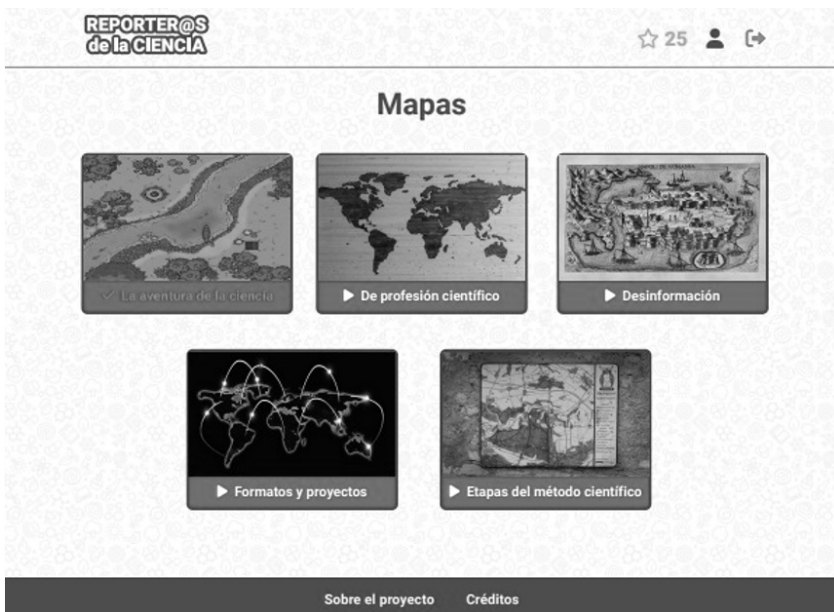 REPORTER@S
de la CIENCIA
25
Mapas
La aventura de la ciencia
De profesión científico
Desinformación
Formatos y proyectos
Etapas del método científico
Sobre el proyecto
Créditos